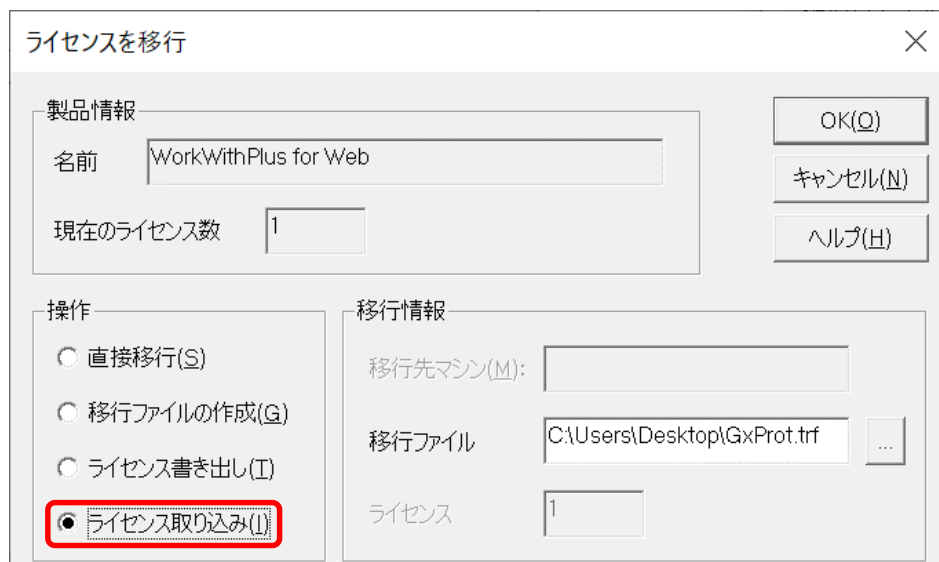 ライセンスを移行
製品情報
名前 WorkWithPlus for Web
現在のライセンス数 1
OK(O)
キャンセル(N)
ヘルプ(H)
操作
直接移行(S)
移行ファイルの作成(G)
ライセンス書き出し(T)
ライセンス取り込み(I)
移行情報
移行先マシン(M):
移行ファイル C:\Users\Desktop\GxProt.trf ...
ライセンス 1